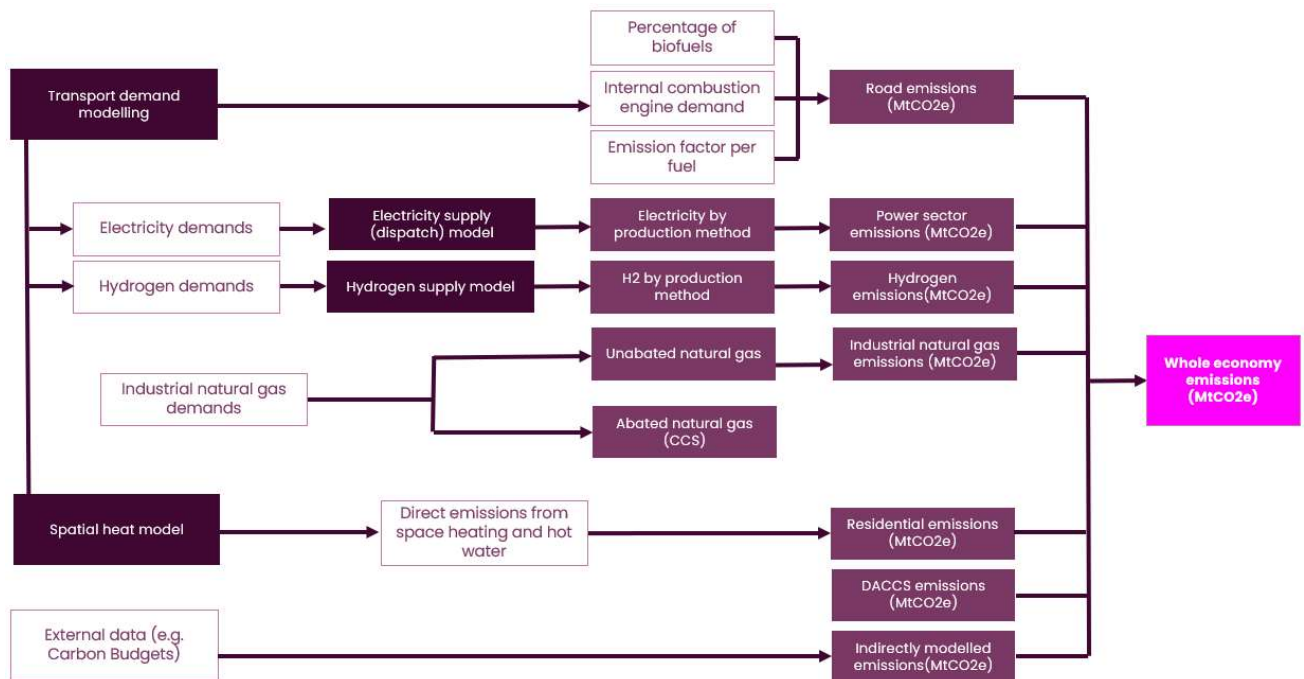 Percentage of
biofuels
Transport demand
modelling
Internal combustion
engine demand
Road emissions
(MtCO2e)
Emission factor per
fuel
Electricity demands
Electricity supply
(dispatch) model
Electricity by
production method
Power sector
emissions (MtCO2e)
Hydrogen demands
Hydrogen supply model
H2 by production
method
Hydrogen
emissions(MtCO2e)
Unabated natural gas
Industrial natural gas
emissions (MtCO2e)
Whole economy
emissions
(MtCO2e)
Industrial natural gas
demands
Abated natural gas
(CCS)
Spatial heat model
Direct emissions from
space heating and hot
water
Residential emissions
(MtCO2e)
DACCS emissions
(MtCO2e)
External data (e.g.
Carbon Budgets)
Indirectly modelled
emissions(MtCO2e)